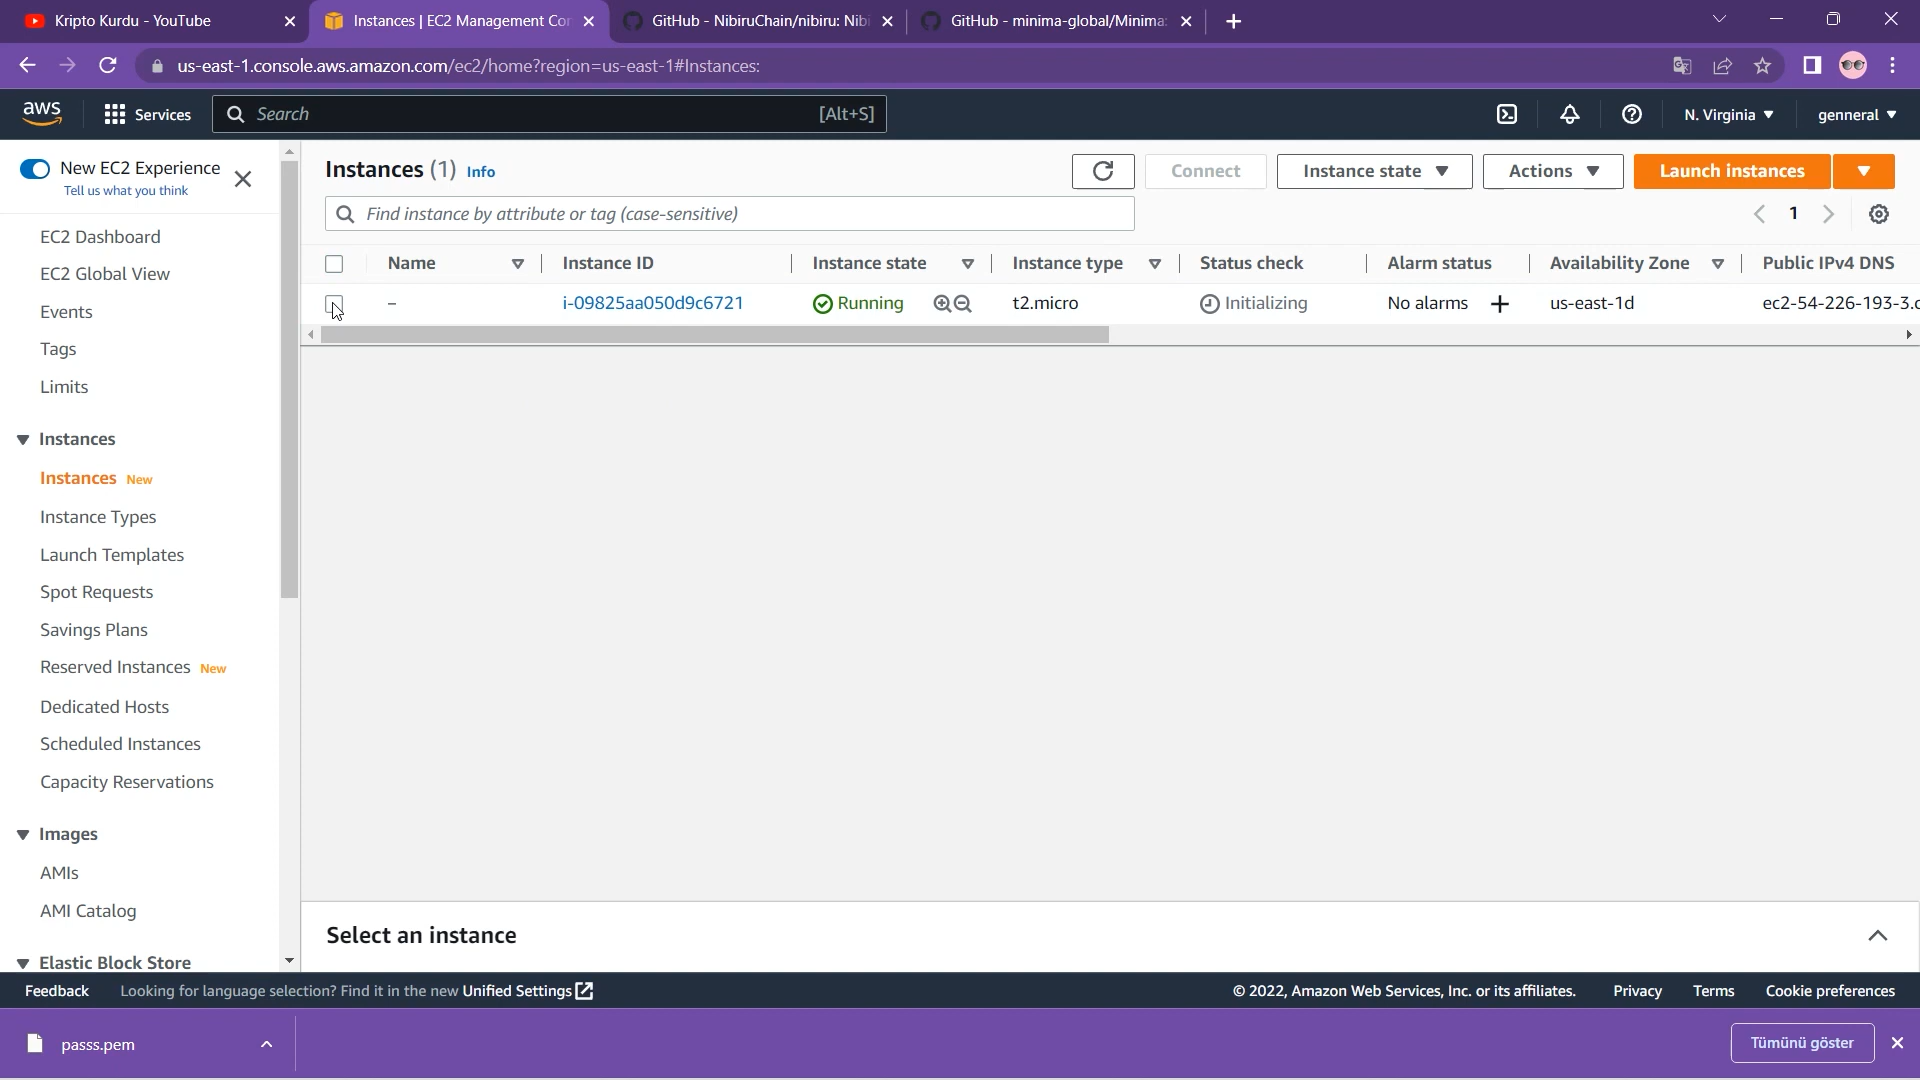 Kripto Kurdu - YouTube
Instances | EC2 Management Con
GitHub - NibiruChain/nibiru: Nibi
GitHub - minima-global/Minima:
us-east-1.console.aws.amazon.com/ec2/home?region=us-east-1#Instances:
aws
Services
Search
[Alt+S]
N. Virginia
genneral
New EC2 Experience
Tell us what you think
EC2 Dashboard
EC2 Global View
Events
Tags
Limits
Instances
Instances New
Instance Types
Launch Templates
Spot Requests
Savings Plans
Reserved Instances New
Dedicated Hosts
Scheduled Instances
Capacity Reservations
Images
AMIs
AMI Catalog
Elastic Block Store
Instances (1) Info
Connect
Instance state
Actions
Launch instances
Find instance by attribute or tag (case-sensitive)
1
Name
Instance ID
Instance state
Instance type
Status check
Alarm status
Availability Zone
Public IPv4 DNS
–
i-09825aa050d9c6721
Running
t2.micro
Initializing
No alarms
us-east-1d
ec2-54-226-193-3.c
Select an instance
Feedback
Looking for language selection? Find it in the new Unified Settings
© 2022, Amazon Web Services, Inc. or its affiliates.
Privacy
Terms
Cookie preferences
passs.pem
Tümünü göster